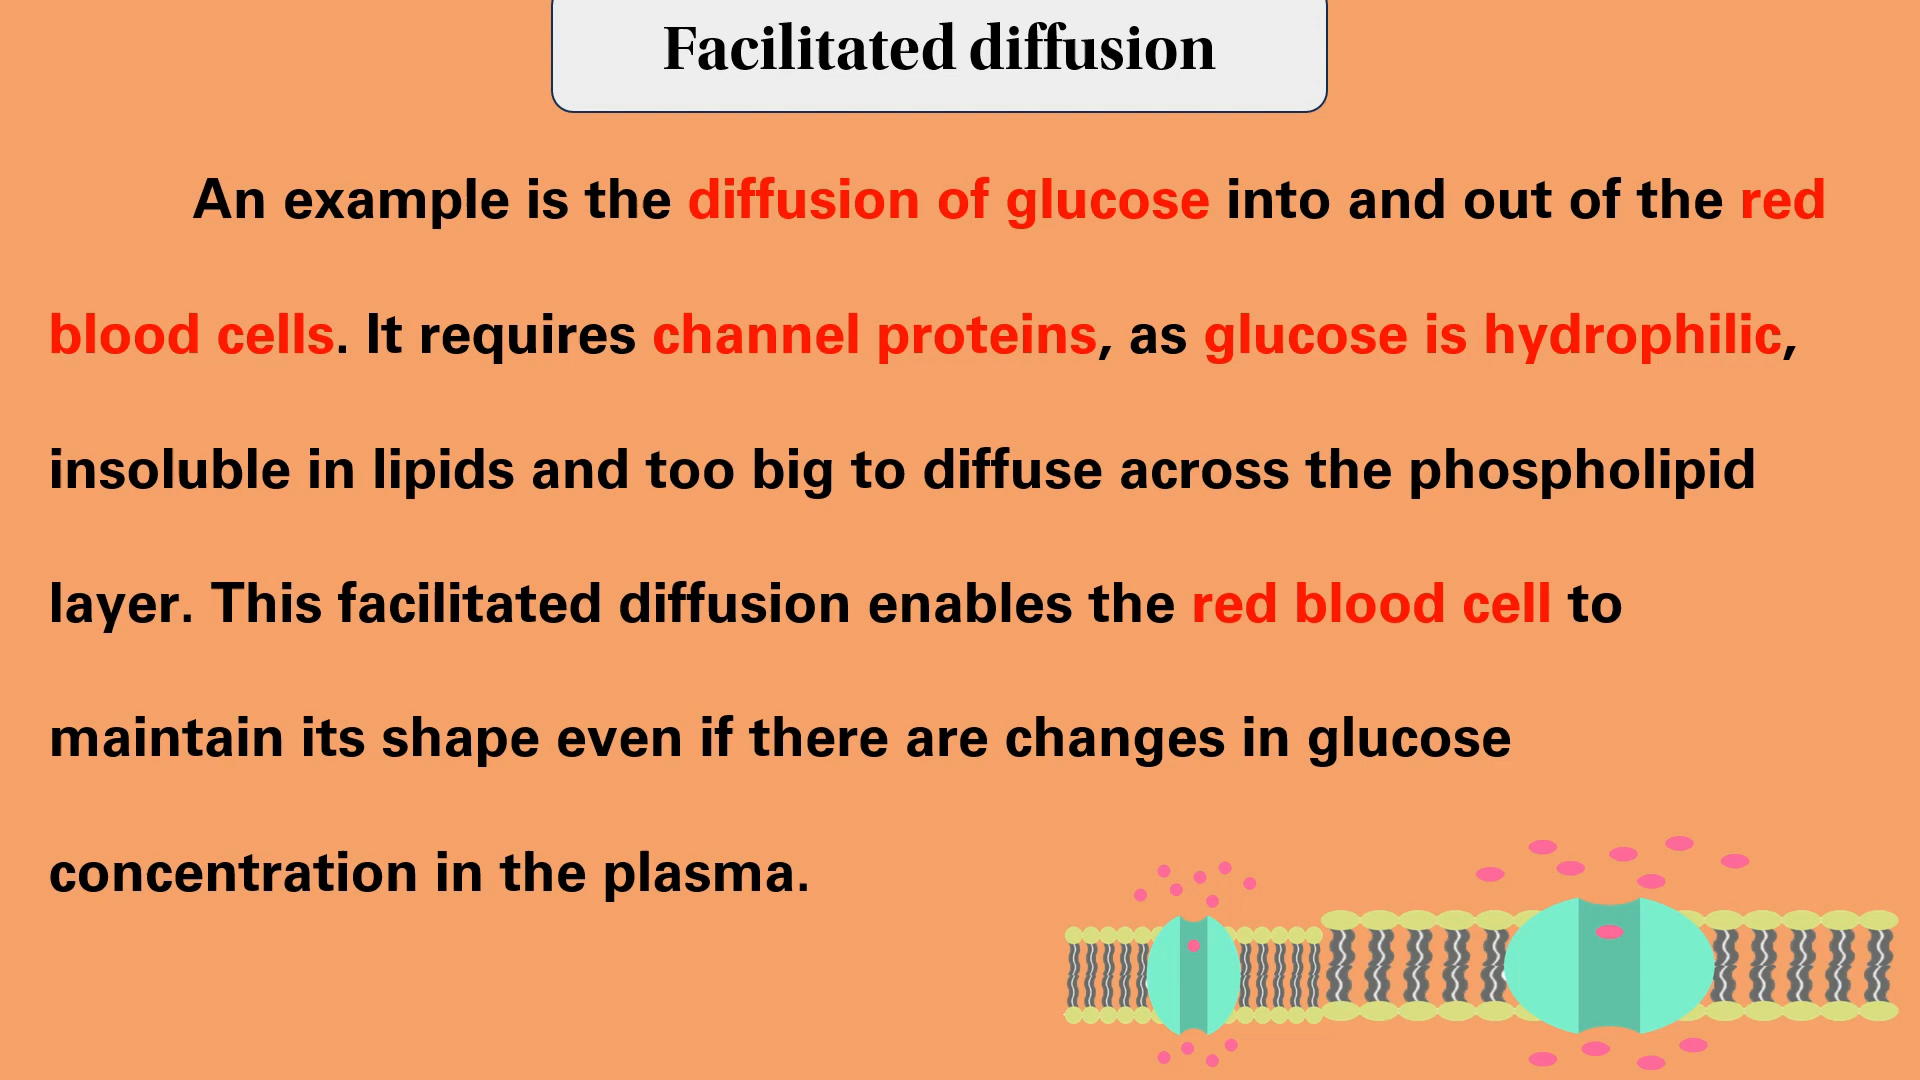 Facilitated diffusion
An example is the diffusion of glucose into and out of the red
blood cells. It requires channel proteins, as glucose is hydrophilic,
insoluble in lipids and too big to diffuse across the phospholipid
layer. This facilitated diffusion enables the red blood cell to
maintain its shape even if there are changes in glucose
concentration in the plasma.